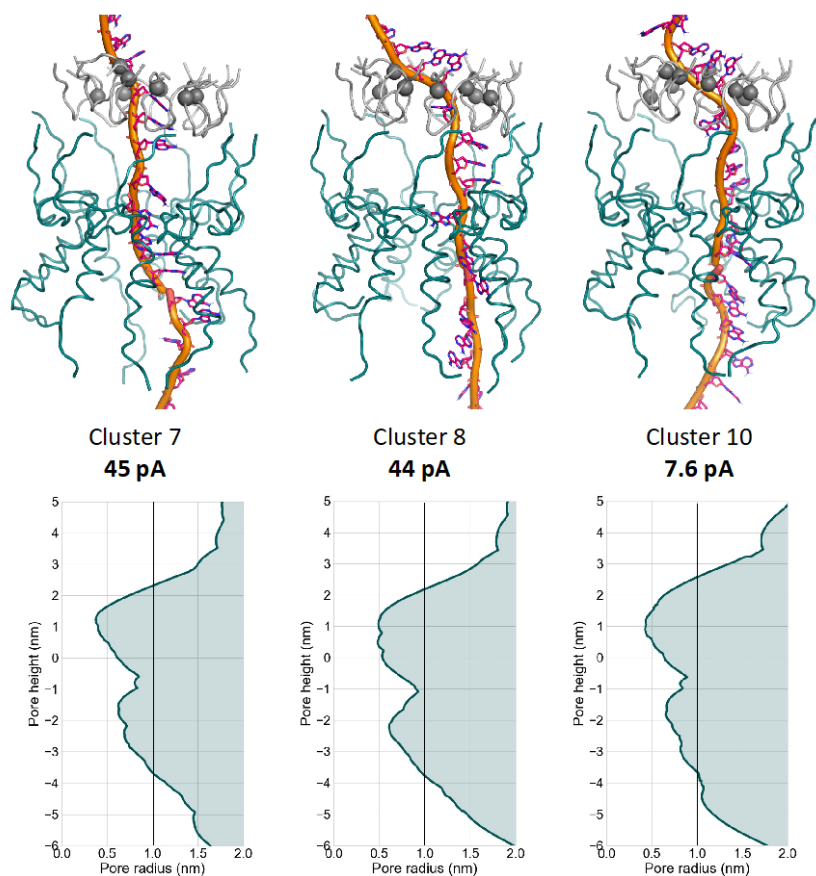 Cluster 7
45 pA
Cluster 8
44 pA
Cluster 10
7.6 pA
5
4
3
2
1
0
−1
−2
−3
−4
−5
−6
Pore height (nm)
0.0 0.5 1.0 1.5 2.0
Pore radius (nm)
5
4
3
2
1
0
−1
−2
−3
−4
−5
−6
Pore height (nm)
0.0 0.5 1.0 1.5 2.0
Pore radius (nm)
5
4
3
2
1
0
−1
−2
−3
−4
−5
−6
Pore height (nm)
0.0 0.5 1.0 1.5 2.0
Pore radius (nm)